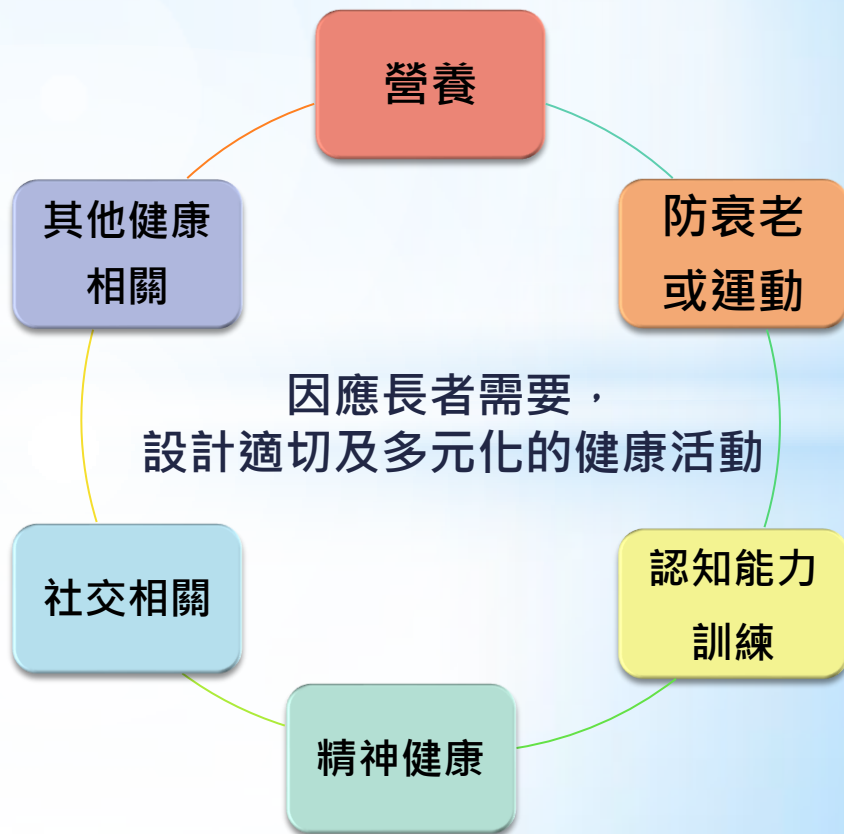 營養
防衰老
或運動
認知能力
訓練
精神健康
社交相關
其他健康
相關
因應長者需要，
設計適切及多元化的健康活動